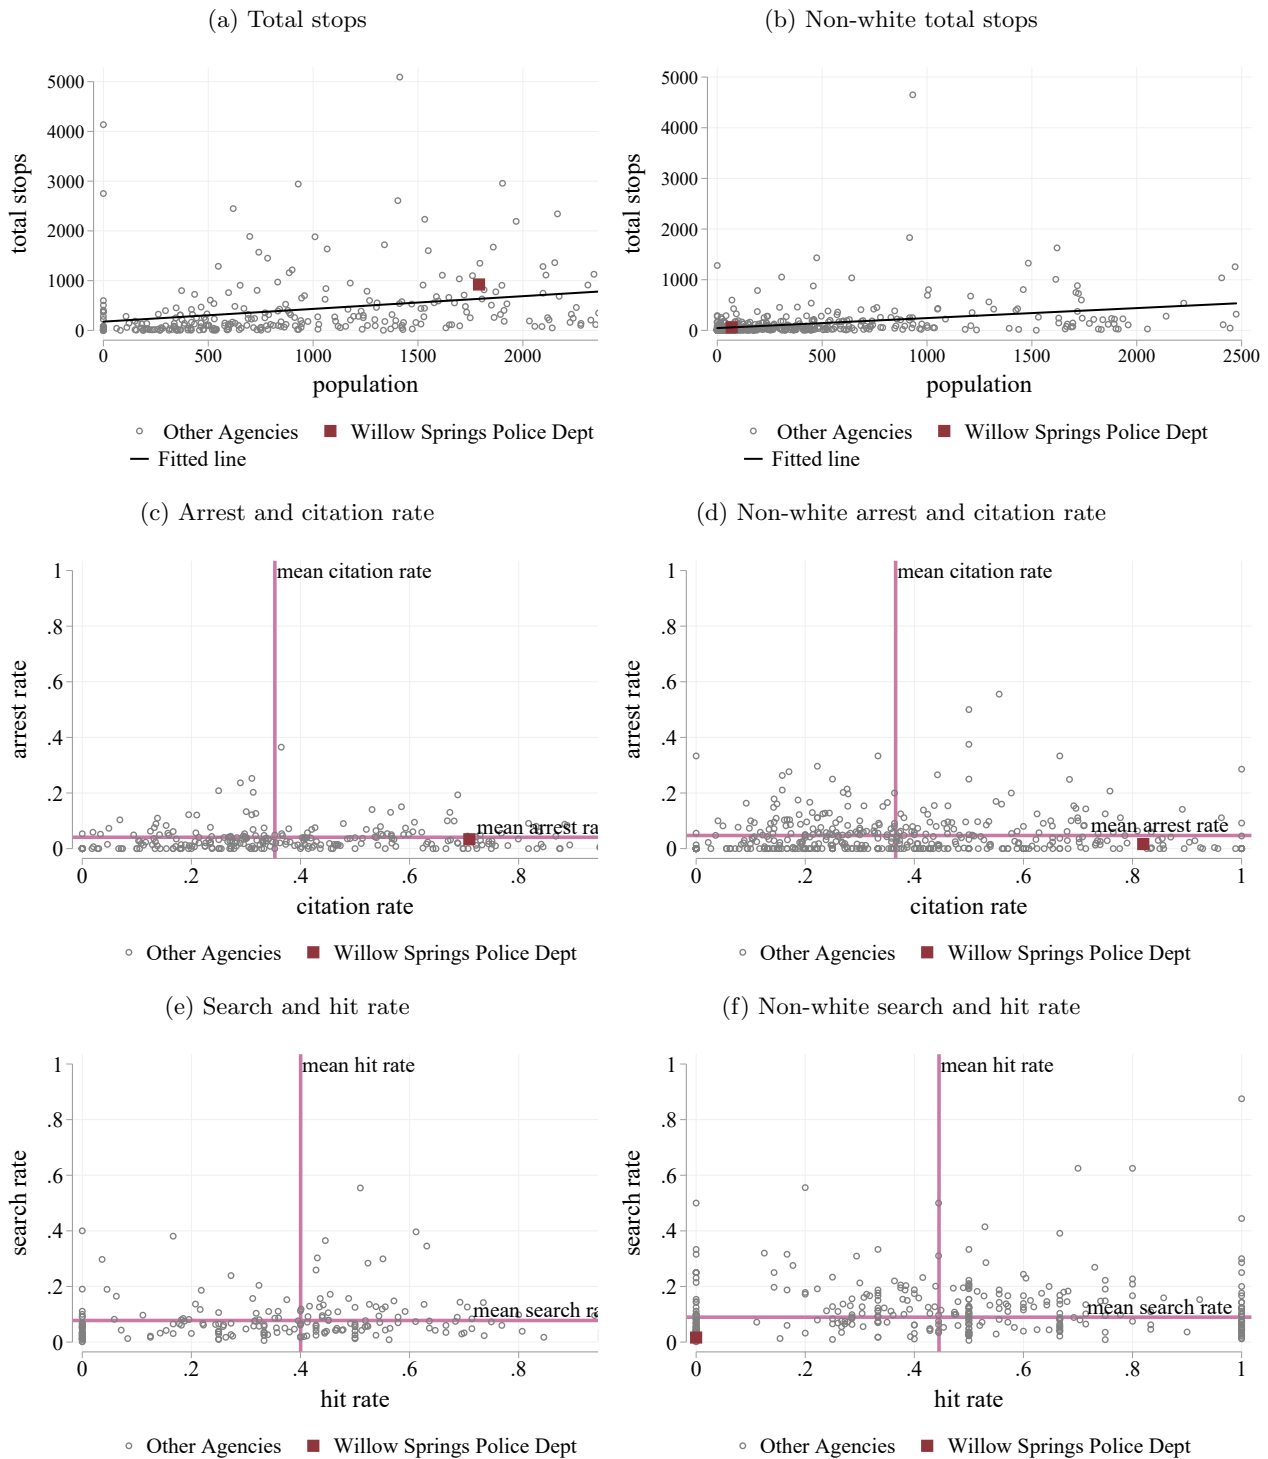 (a) Total stops
(b) Non-white total stops
total stops
5000
4000
3000
2000
1000
0
0 500 1000 1500 2000
population
Other Agencies Willow Springs Police Dept
Fitted line
total stops
5000
4000
3000
2000
1000
0
0 500 1000 1500 2000 2500
population
Other Agencies Willow Springs Police Dept
Fitted line
(c) Arrest and citation rate
(d) Non-white arrest and citation rate
arrest rate
1
.8
.6
.4
.2
0
mean citation rate
mean arrest ra
0 .2 .4 .6 .8
citation rate
Other Agencies Willow Springs Police Dept
arrest rate
1
.8
.6
.4
.2
0
mean citation rate
mean arrest rate
0 .2 .4 .6 .8 1
citation rate
Other Agencies Willow Springs Police Dept
(e) Search and hit rate
(f) Non-white search and hit rate
search rate
1
.8
.6
.4
.2
0
mean hit rate
mean search ra
0 .2 .4 .6 .8
hit rate
Other Agencies Willow Springs Police Dept
search rate
1
.8
.6
.4
.2
0
mean hit rate
mean search rate
0 .2 .4 .6 .8 1
hit rate
Other Agencies Willow Springs Police Dept